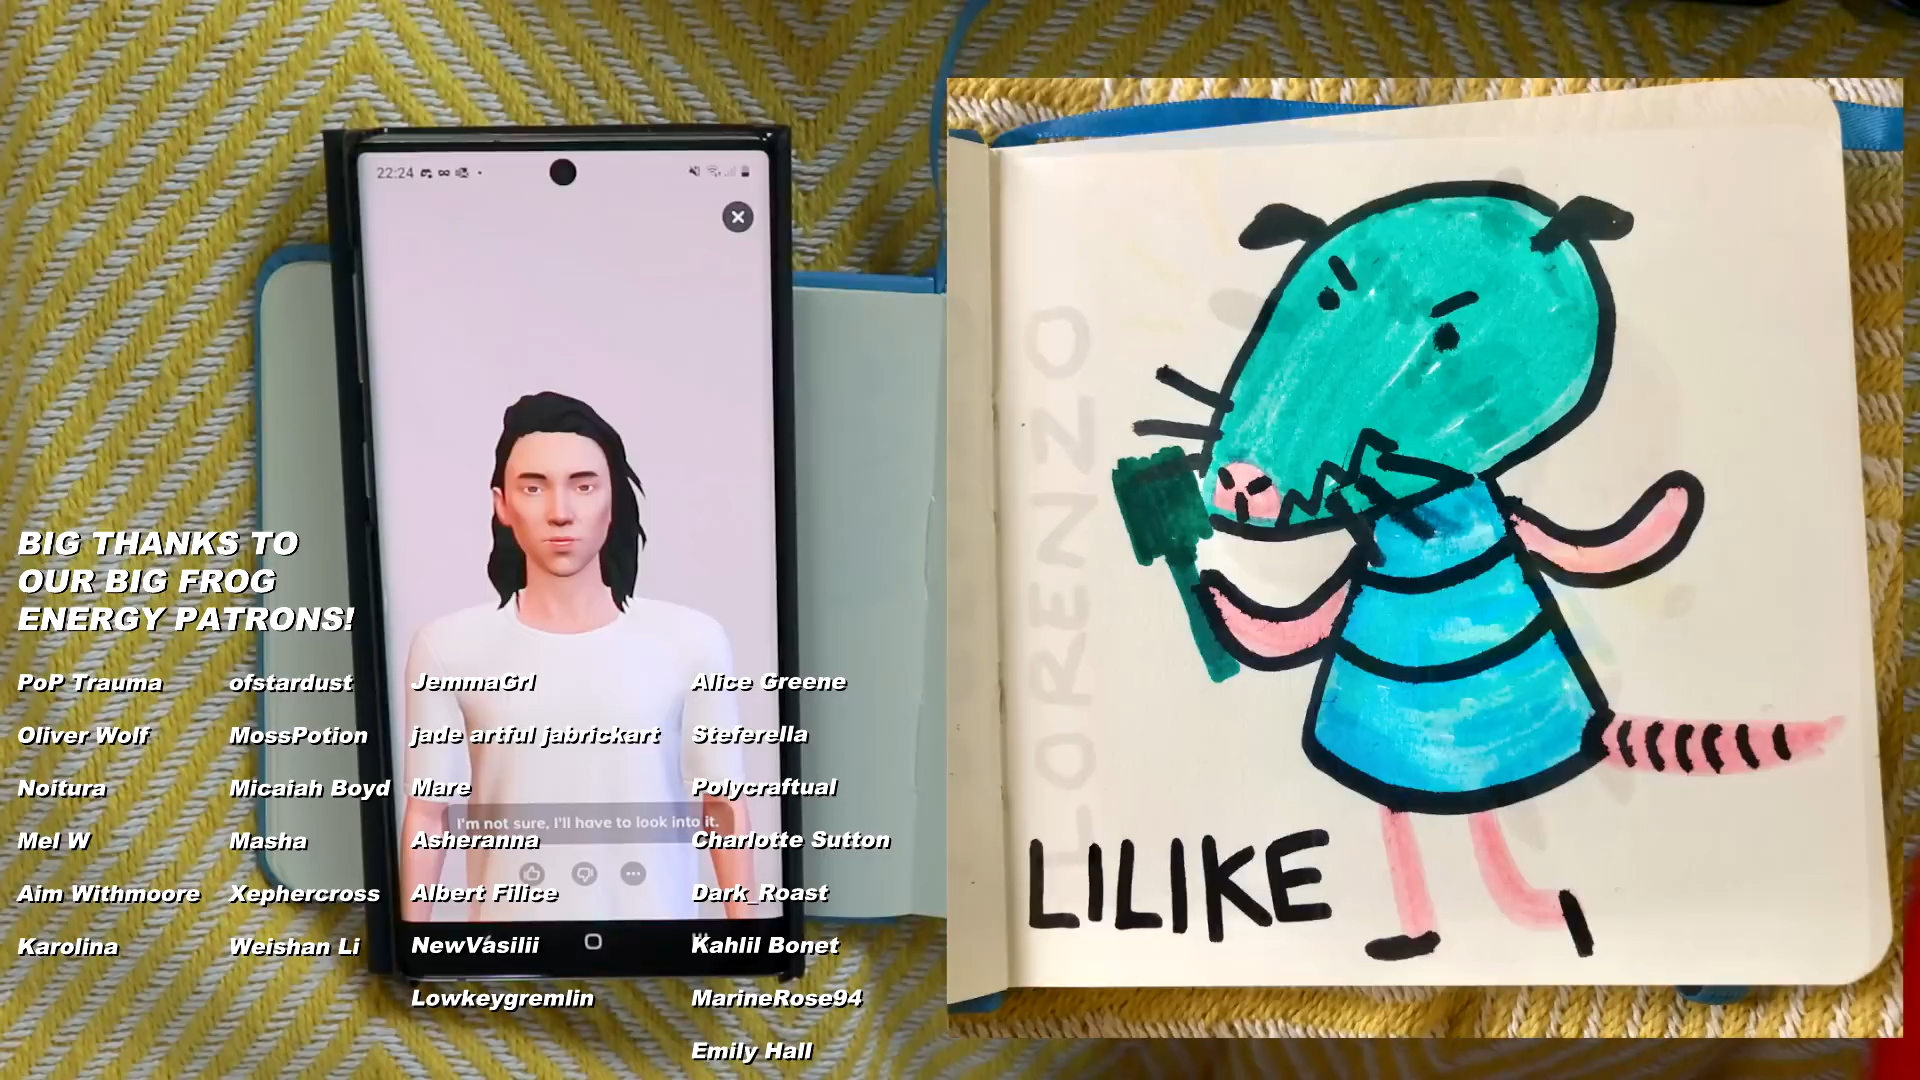 22:24
BIG THANKS TO
OUR BIG FROG
ENERGY PATRONS!
PoP Trauma
Oliver Wolf
Noitura
Mel W
Aim Withmoore
Karolina
ofstardust
MossPotion
Micaiah Boyd
Masha
Xephercross
Weishan Li
JemmaGrl
jade artful jabrickart
Mare
I'm not sure, I'll have to look into it.
Asheranna
Albert Filice
NewVasilii
Lowkeygremlin
Alice Greene
Steferella
Polycraftual
Charlotte Sutton
Dark_Roast
Kahlil Bonet
MarineRose94
Emily Hall
LORENZO
LILIKE